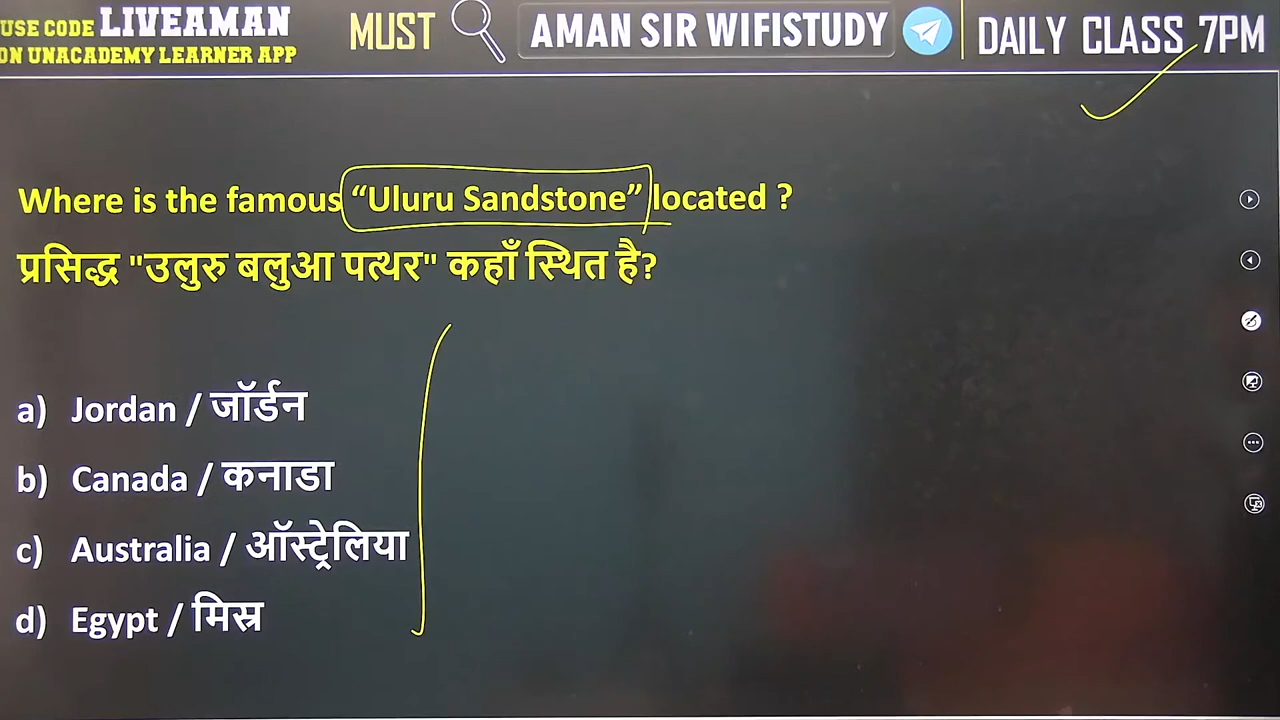 USE CODE LIVEAMAN
ON UNACADEMY LEARNER APP
MUST
AMAN SIR WIFISTUDY
DAILY CLASS 7PM
Where is the famous “Uluru Sandstone” located ?
प्रसिद्ध "उलुरु बलुआ पत्थर" कहाँ स्थित है?
a) Jordan / जॉर्डन
b) Canada / कनाडा
c) Australia / ऑस्ट्रेलिया
d) Egypt / मिस्र